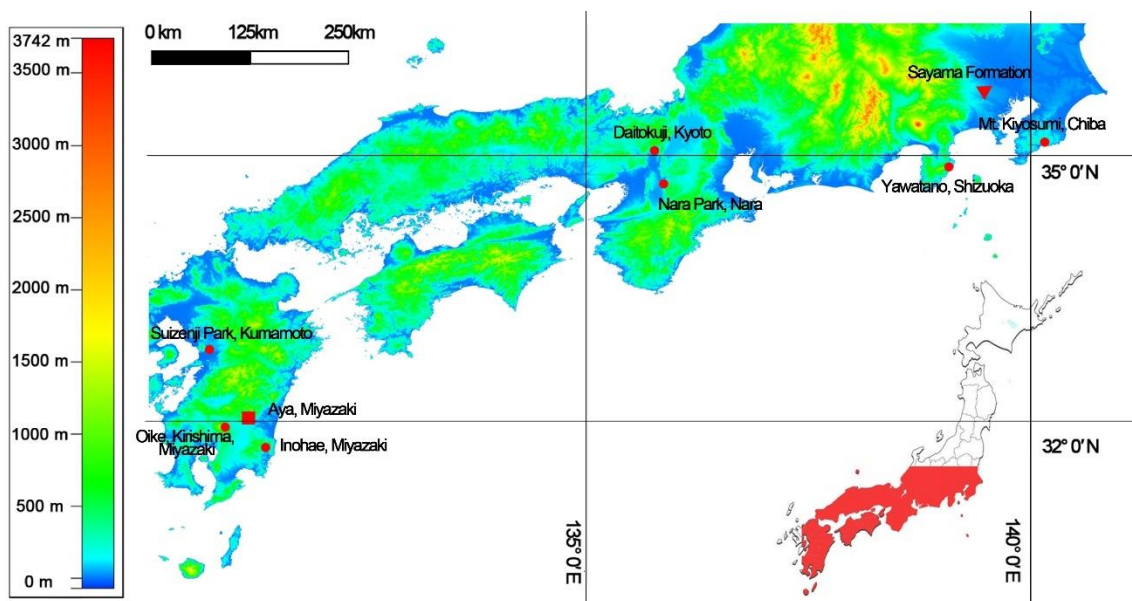 3742 m
3500 m
3000 m
2500 m
2000 m
1500 m
1000 m
500 m
0 m
0 km 125km 250km
Sayama Formation
Mt. Kiyosumi, Chiba
Daitokuji, Kyoto
35° 0′ N
Yawatano, Shizuoka
Nara Park, Nara
Suizenji Park, Kumamoto
Aya, Miyazaki
Oike, Kirishima,
Miyazaki
Inohae, Miyazaki
32° 0′ N
135° 0′ E
140° 0′ E